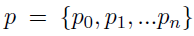 p = {p₀, p₁, ...pₙ}